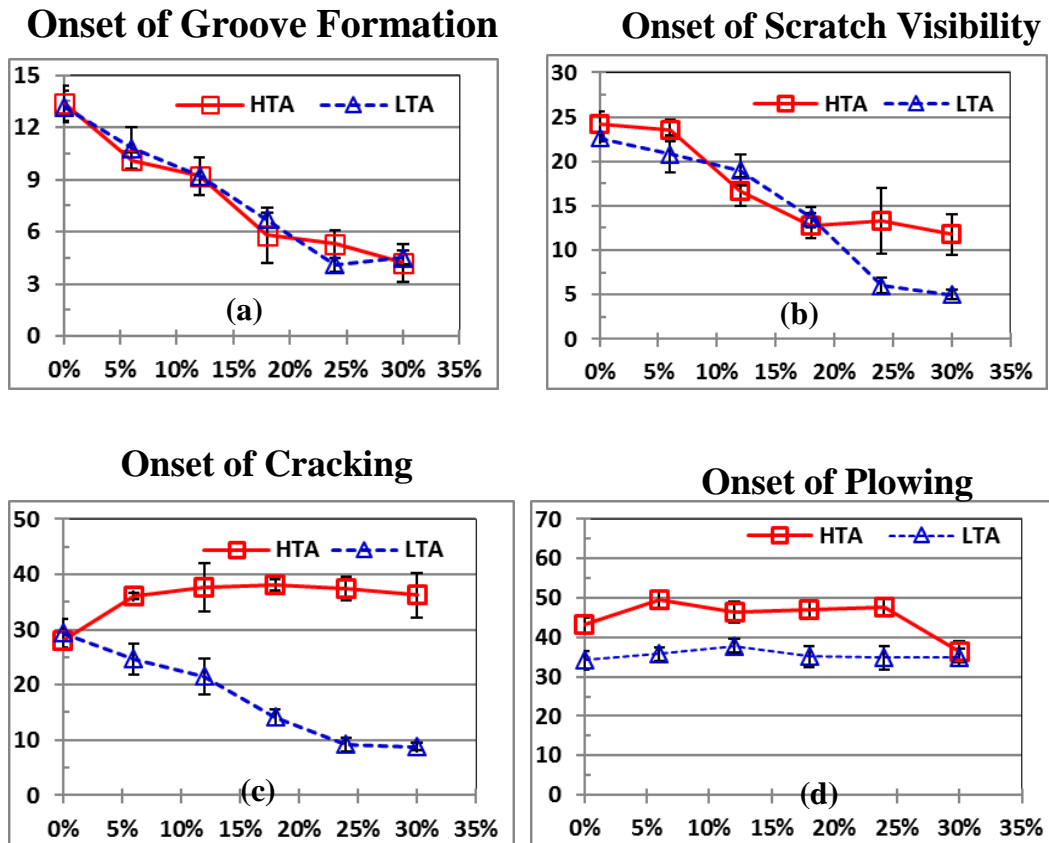 Onset of Groove Formation
15
12
9
6
3
0
HTA LTA
(a)
0% 5% 10% 15% 20% 25% 30% 35%
Onset of Scratch Visibility
30
25
20
15
10
5
0
HTA LTA
(b)
0% 5% 10% 15% 20% 25% 30% 35%
Onset of Cracking
50
40
30
20
10
0
HTA LTA
(c)
0% 5% 10% 15% 20% 25% 30% 35%
Onset of Plowing
70
60
50
40
30
20
10
0
HTA LTA
(d)
0% 5% 10% 15% 20% 25% 30% 35%